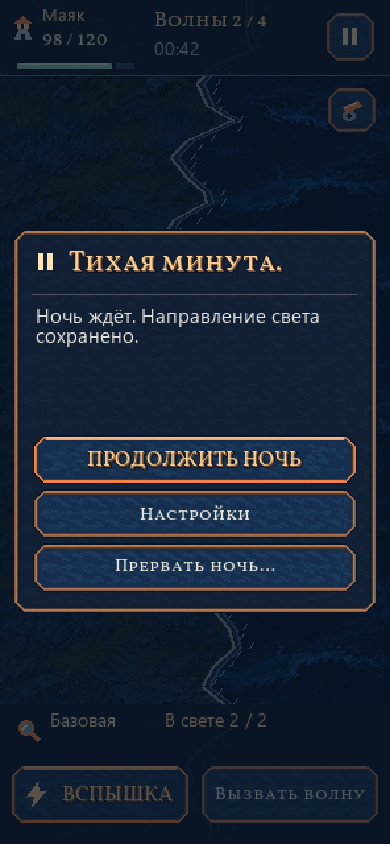 Маяк
98 / 120
Волны 2 / 4
00:42
Тихая минута.
Ночь ждёт. Направление света
сохранено.
ПРОДОЛЖИТЬ НОЧЬ
Настройки
Прервать ночь...
Базовая
В свете 2 / 2
ВСПЫШКА
Вызвать волну